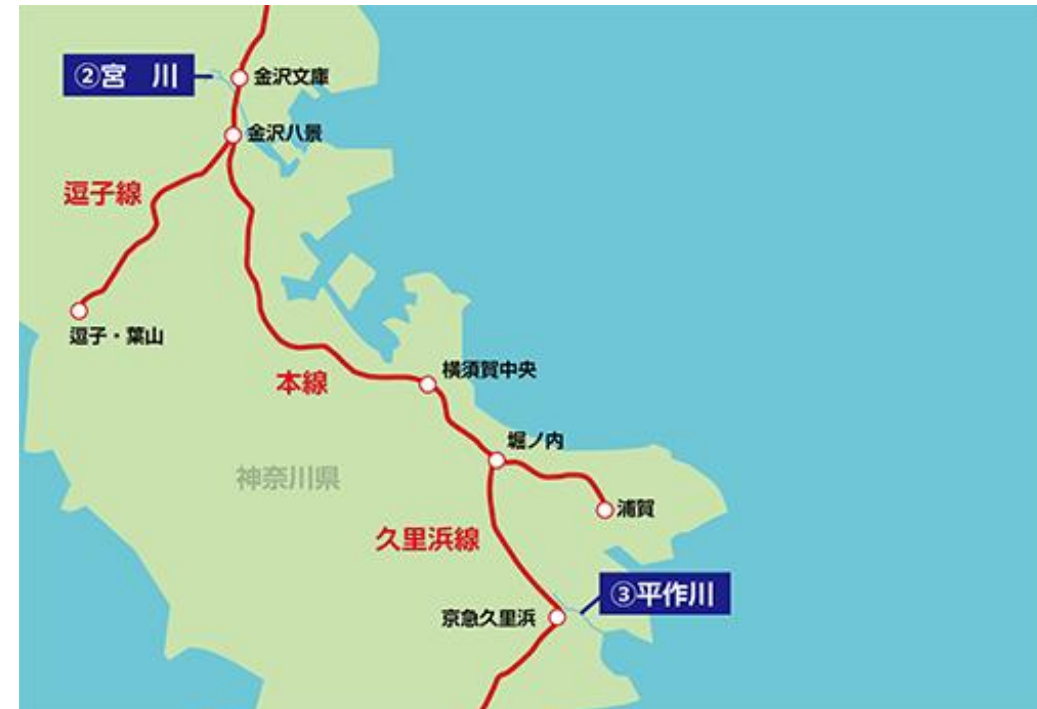 ②宮　川
金沢文庫
金沢八景
逗子線
逗子・葉山
横須賀中央
本線
堀ノ内
神奈川県
浦賀
久里浜線
③平作川
京急久里浜